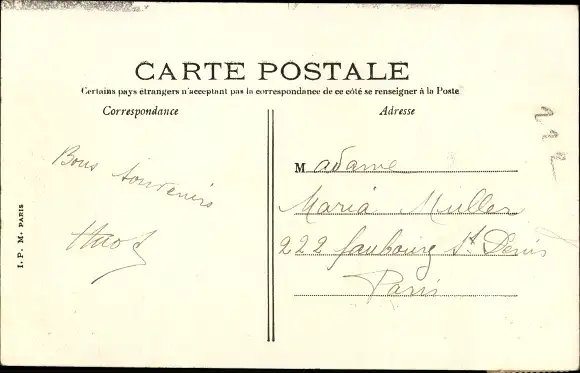 CARTE POSTALE
Certains pays étrangers n'acceptent pas la correspondance de ce côté se renseigner à la Poste
Correspondance
Adresse
Bons souvenirs
Madame
Maria Muller
222 faubourg St Denis
Paris
I. P. M. PARIS